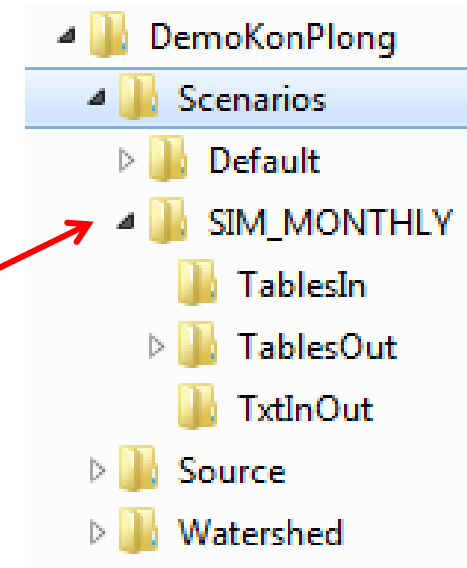 DemoKonPlong
Scenarios
Default
SIM_MONTHLY
TablesIn
TablesOut
TxtInOut
Source
Watershed